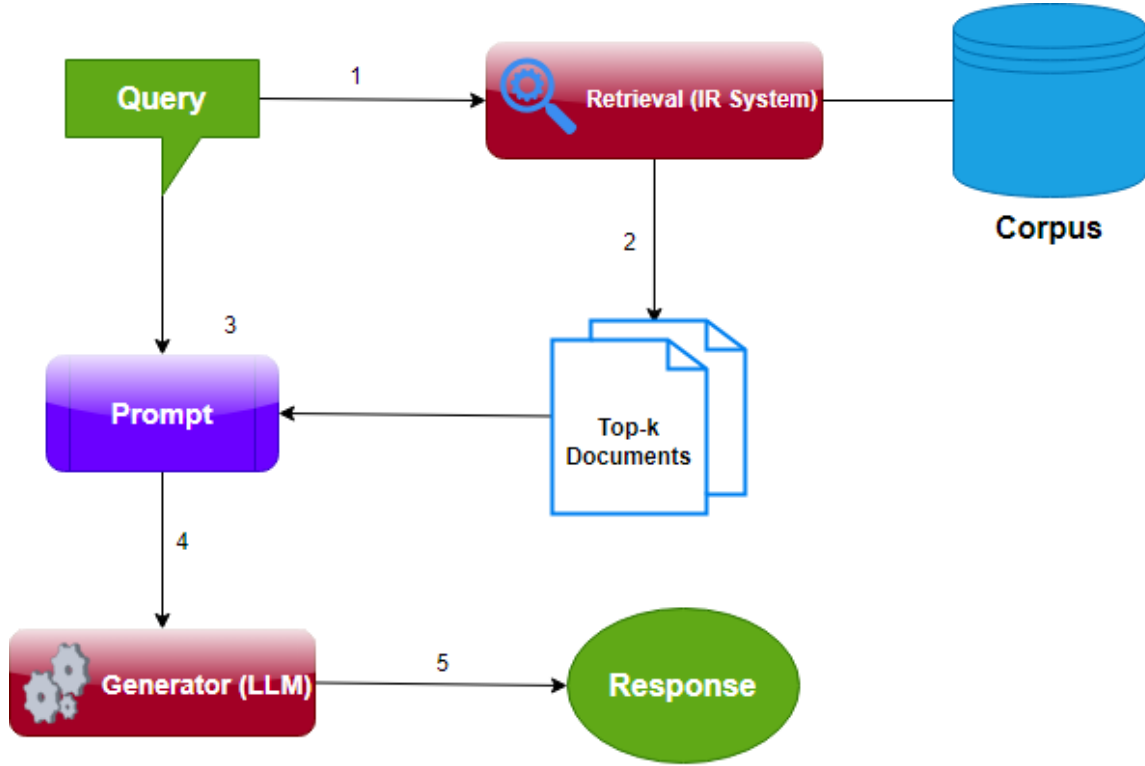 1
Query
Retrieval (IR System)
Corpus
2
3
Prompt
Top-k
Documents
4
5
Generator (LLM)
Response